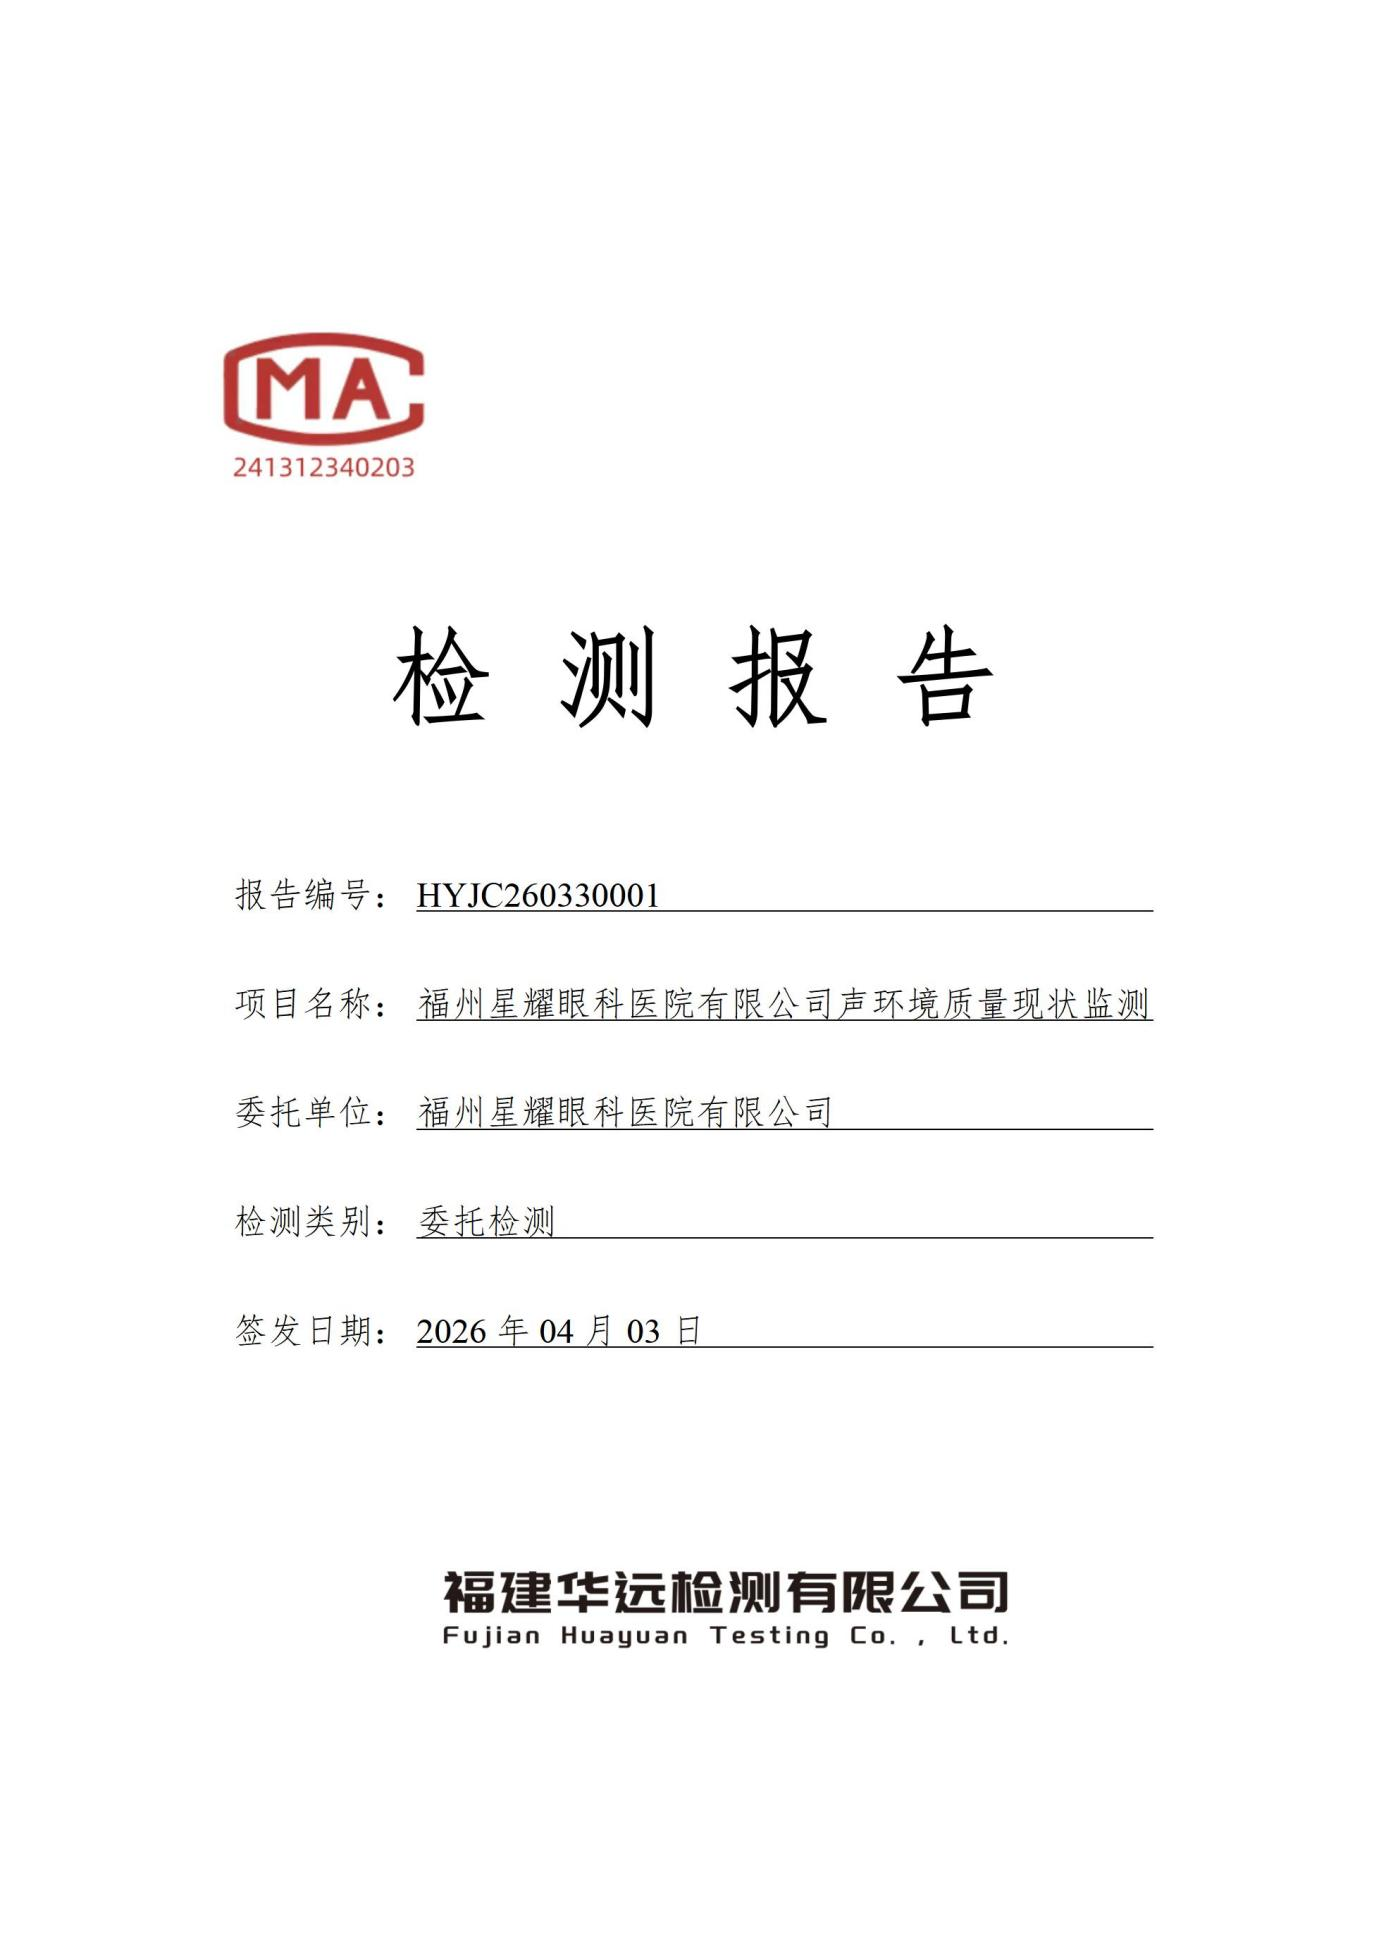 MA
241312340203
检测报告
报告编号： HYJC260330001
项目名称： 福州星耀眼科医院有限公司声环境质量现状监测
委托单位： 福州星耀眼科医院有限公司
检测类别： 委托检测
签发日期： 2026 年 04 月 03 日
福建华远检测有限公司
Fujian Huayuan Testing Co. , Ltd.